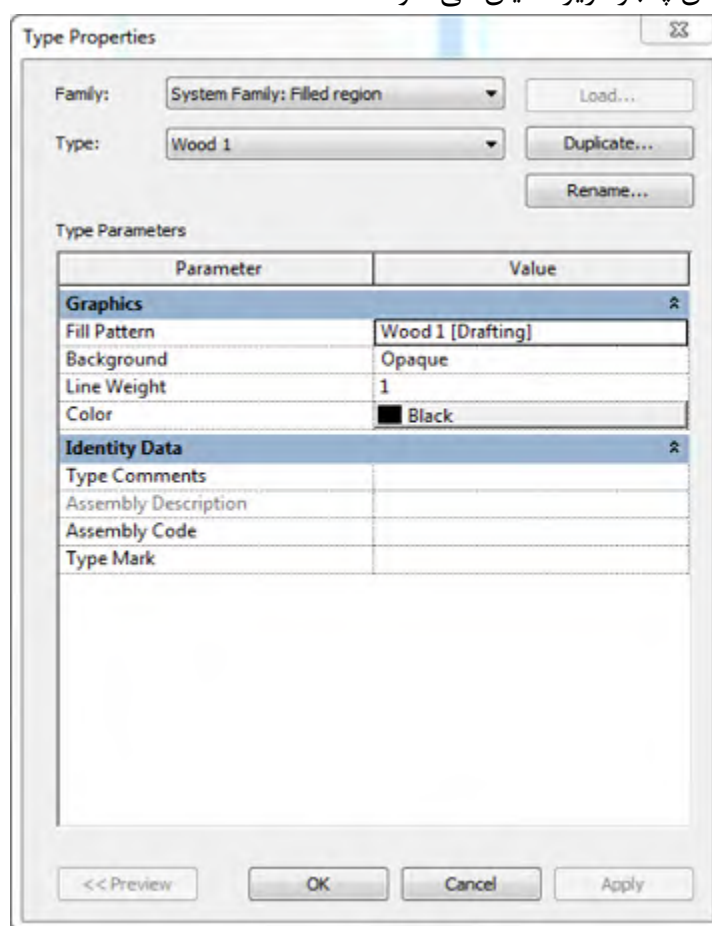 Type Properties
Family: System Family: Filled region Load...
Type: Wood 1 Duplicate...
Rename...
Type Parameters
Parameter Value
Graphics
Fill Pattern Wood 1 [Drafting]
Background Opaque
Line Weight 1
Color Black
Identity Data
Type Comments
Assembly Description
Assembly Code
Type Mark
<< Preview OK Cancel Apply